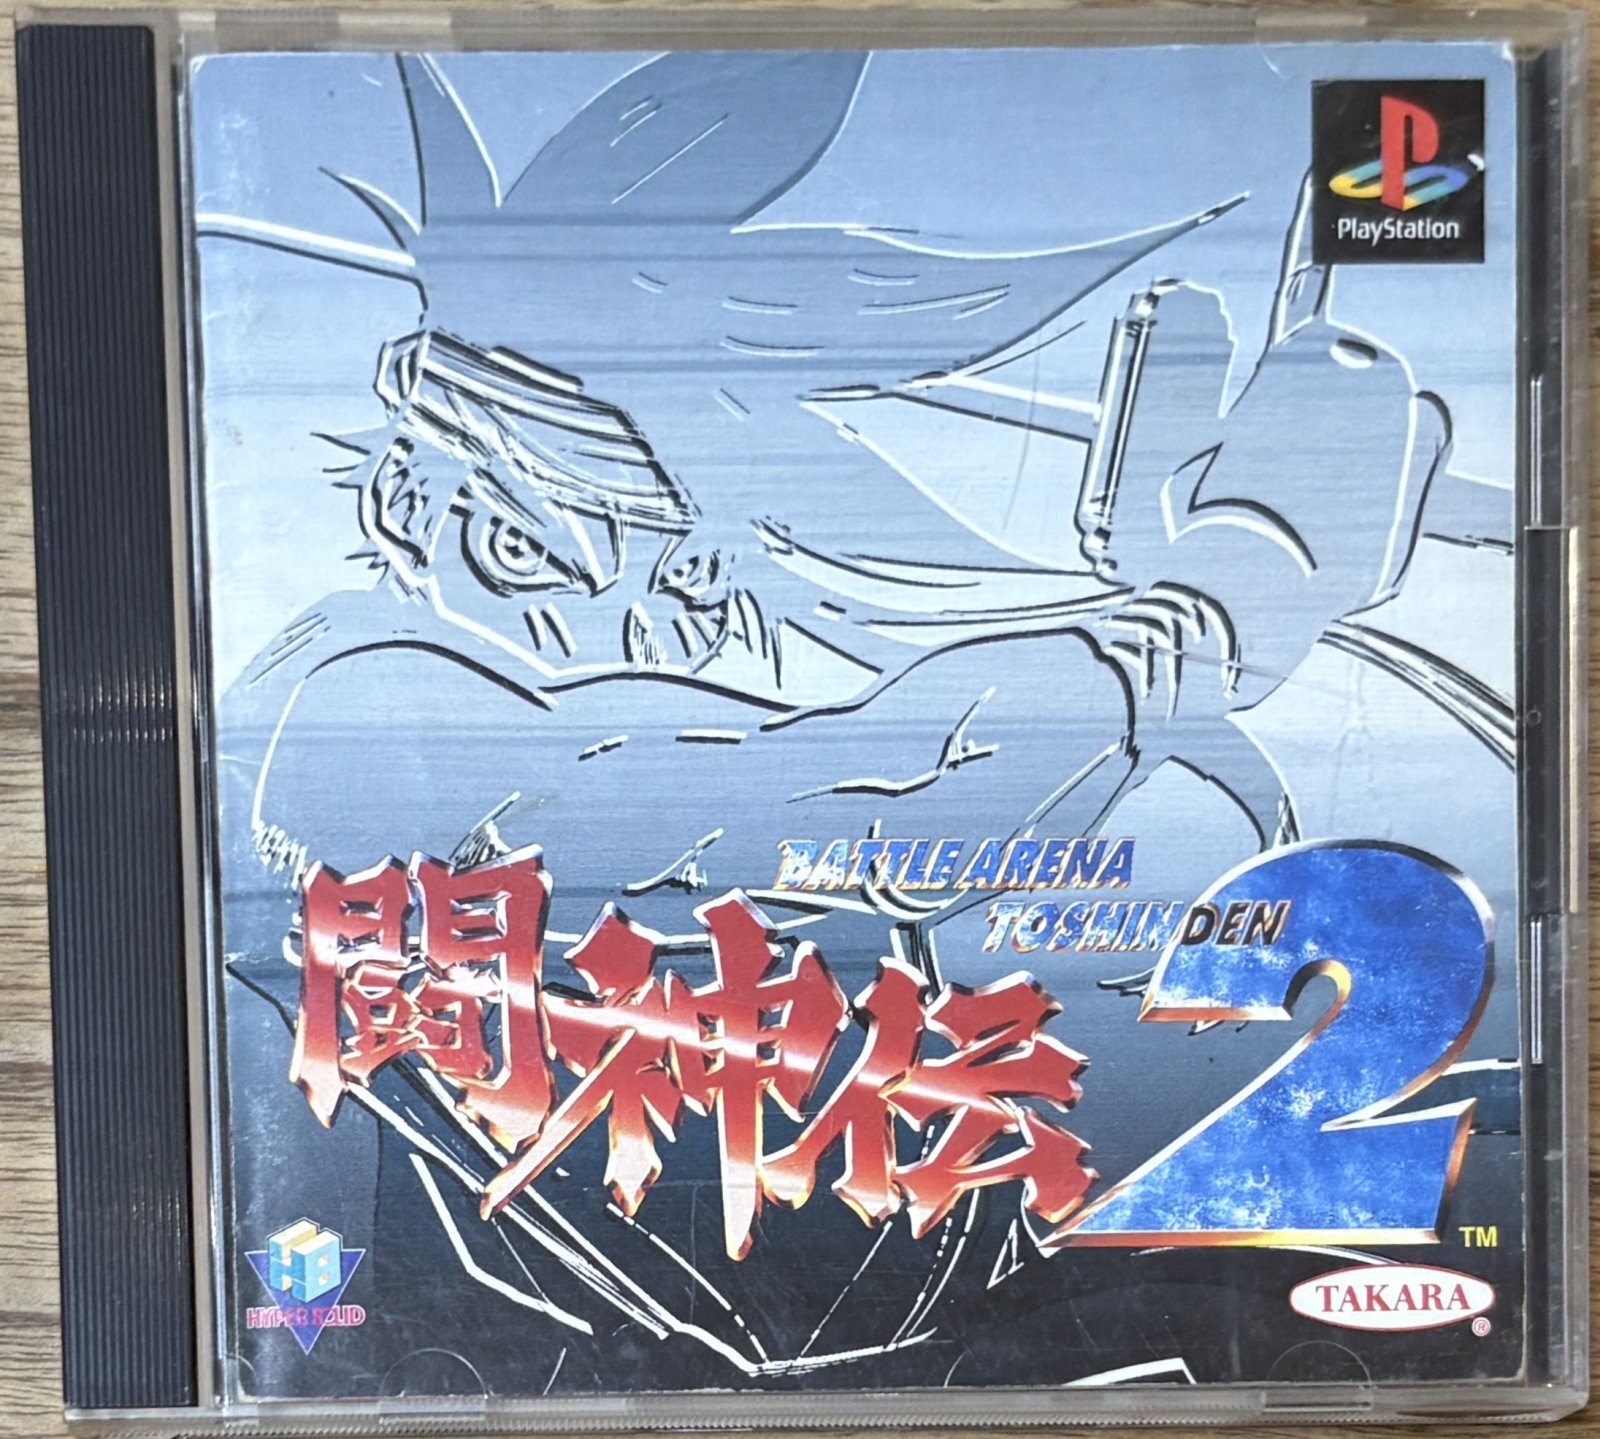 PlayStation
BATTLE ARENA
TOSHINDEN
闘神伝2
TM
HYPER SOLID
TAKARA
®